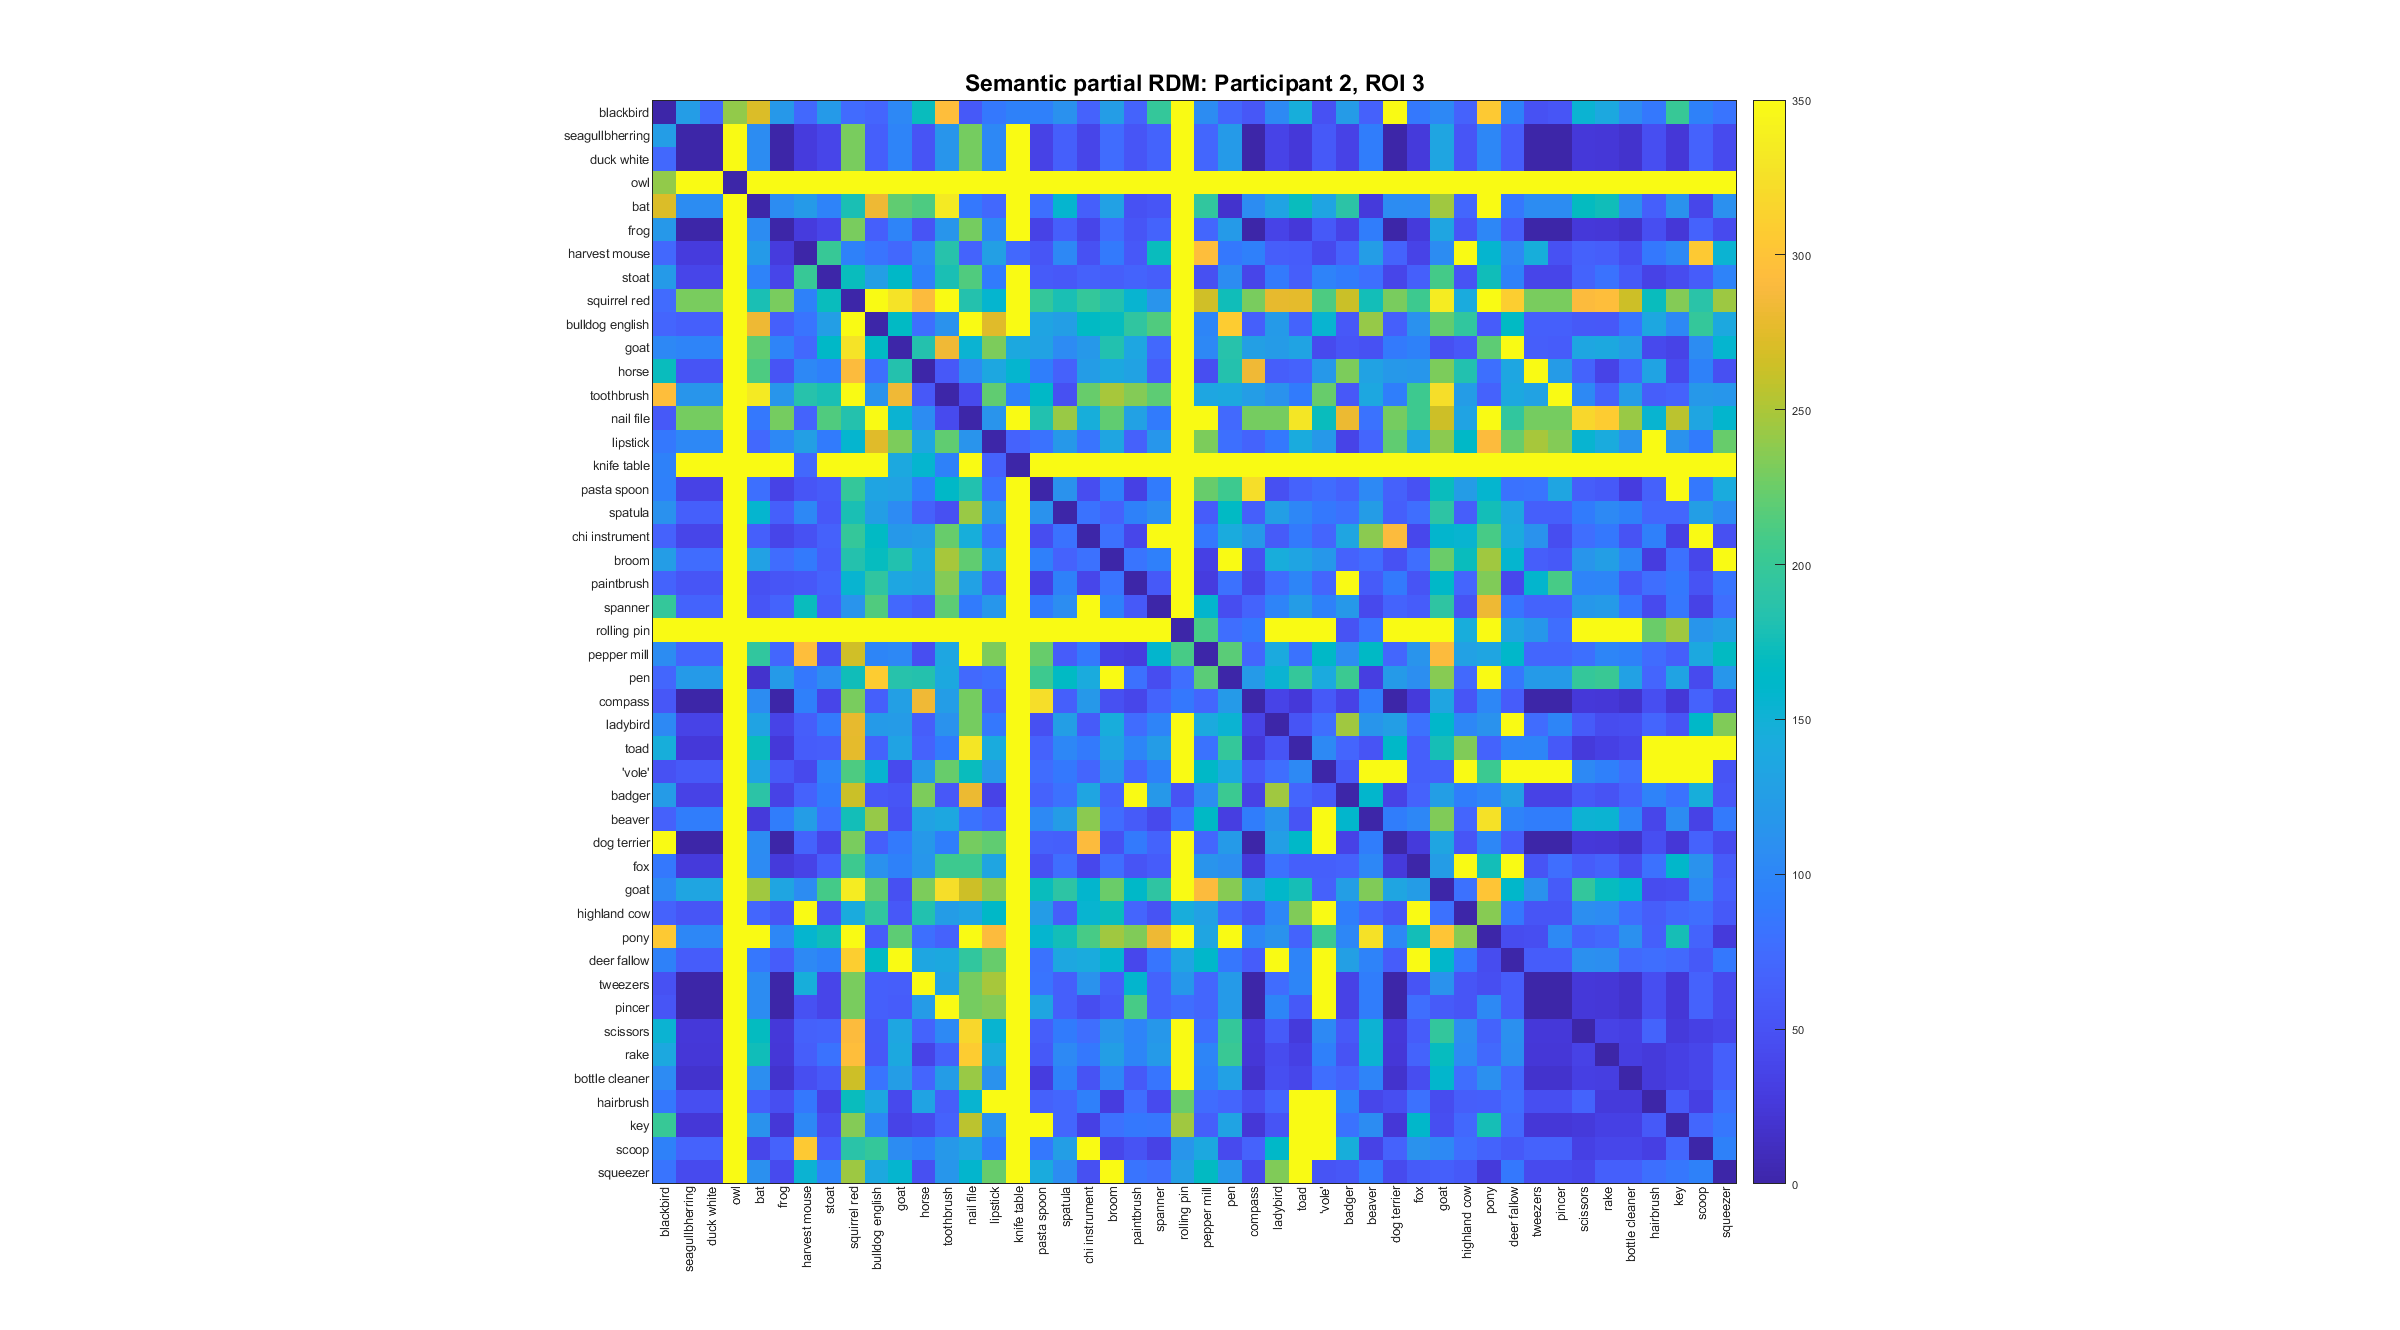 Semantic partial RDM: Participant 2, ROI 3
blackbird
seagullbherring
duck white
owl
bat
frog
harvest mouse
stoat
squirrel red
bulldog english
goat
horse
toothbrush
nail file
lipstick
knife table
pasta spoon
spatula
chi instrument
broom
paintbrush
spanner
rolling pin
pepper mill
pen
compass
ladybird
toad
'vole'
badger
beaver
dog terrier
fox
goat
highland cow
pony
deer fallow
tweezers
pincer
scissors
rake
bottle cleaner
hairbrush
key
scoop
squeezer
blackbird
seagullbherring
duck white
owl
bat
frog
harvest mouse
stoat
squirrel red
bulldog english
goat
horse
toothbrush
nail file
lipstick
knife table
pasta spoon
spatula
chi instrument
broom
paintbrush
spanner
rolling pin
pepper mill
pen
compass
ladybird
toad
'vole'
badger
beaver
dog terrier
fox
goat
highland cow
pony
deer fallow
tweezers
pincer
scissors
rake
bottle cleaner
hairbrush
key
scoop
squeezer
350
300
250
200
150
100
50
0